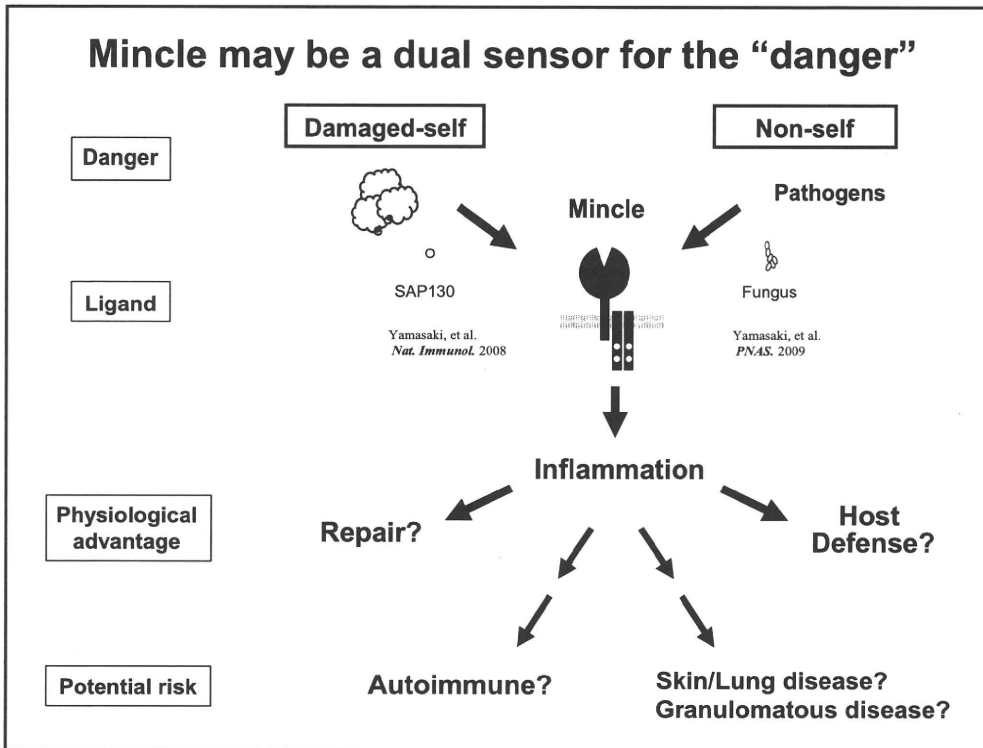 Mincle may be a dual sensor for the “danger”
Damaged-self
Non-self
Danger
Mincle
Pathogens
Ligand
SAP130
Fungus
Yamasaki, et al.
Nat. Immunol. 2008
Yamasaki, et al.
PNAS. 2009
Inflammation
Physiological
advantage
Repair?
Host
Defense?
Potential risk
Autoimmune?
Skin/Lung disease?
Granulomatous disease?